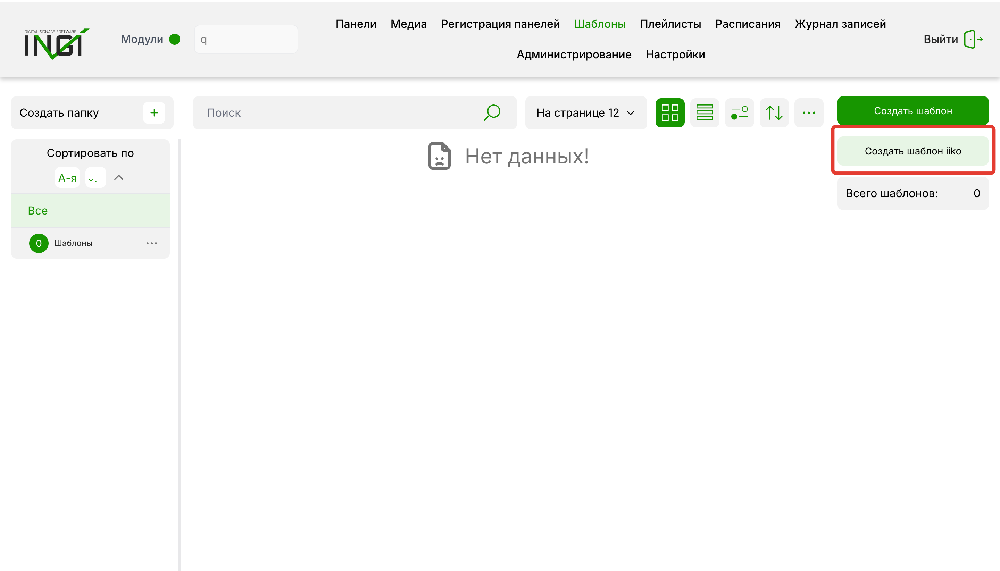 DIGITAL SIGNAGE SOFTWARE
INGI
Модули
q
Панели Медиа Регистрация панелей Шаблоны Плейлисты Расписания Журнал записей
Администрирование Настройки
Выйти
Создать папку +
Поиск
На странице 12
Создать шаблон
Создать шаблон iiko
Всего шаблонов: 0
Сортировать по
А-я
Все
0 Шаблоны
Нет данных!